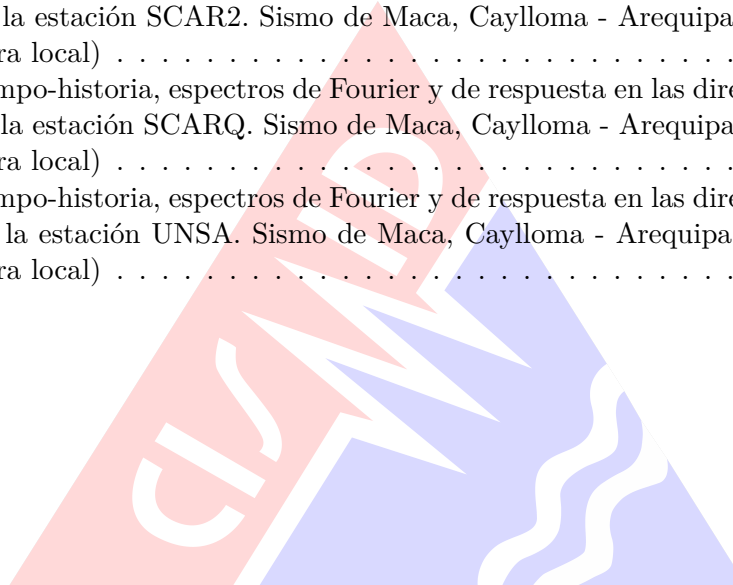 la estación SCAR2. Sismo de Maca, Caylloma - Arequipa
ra local) . . . . . . . . . . . . . . . . . . . . . . . . . . . . .
mpo-historia, espectros de Fourier y de respuesta en las dire
la estación SCARQ. Sismo de Maca, Caylloma - Arequipa
ra local) . . . . . . . . . . . . . . . . . . . . . . . . . . . . .
mpo-historia, espectros de Fourier y de respuesta en las dire
la estación UNSA. Sismo de Maca, Caylloma - Arequipa
ra local) . . . . . . . . . . . . . . . . . . . . . . . . . . . . .
CISMID